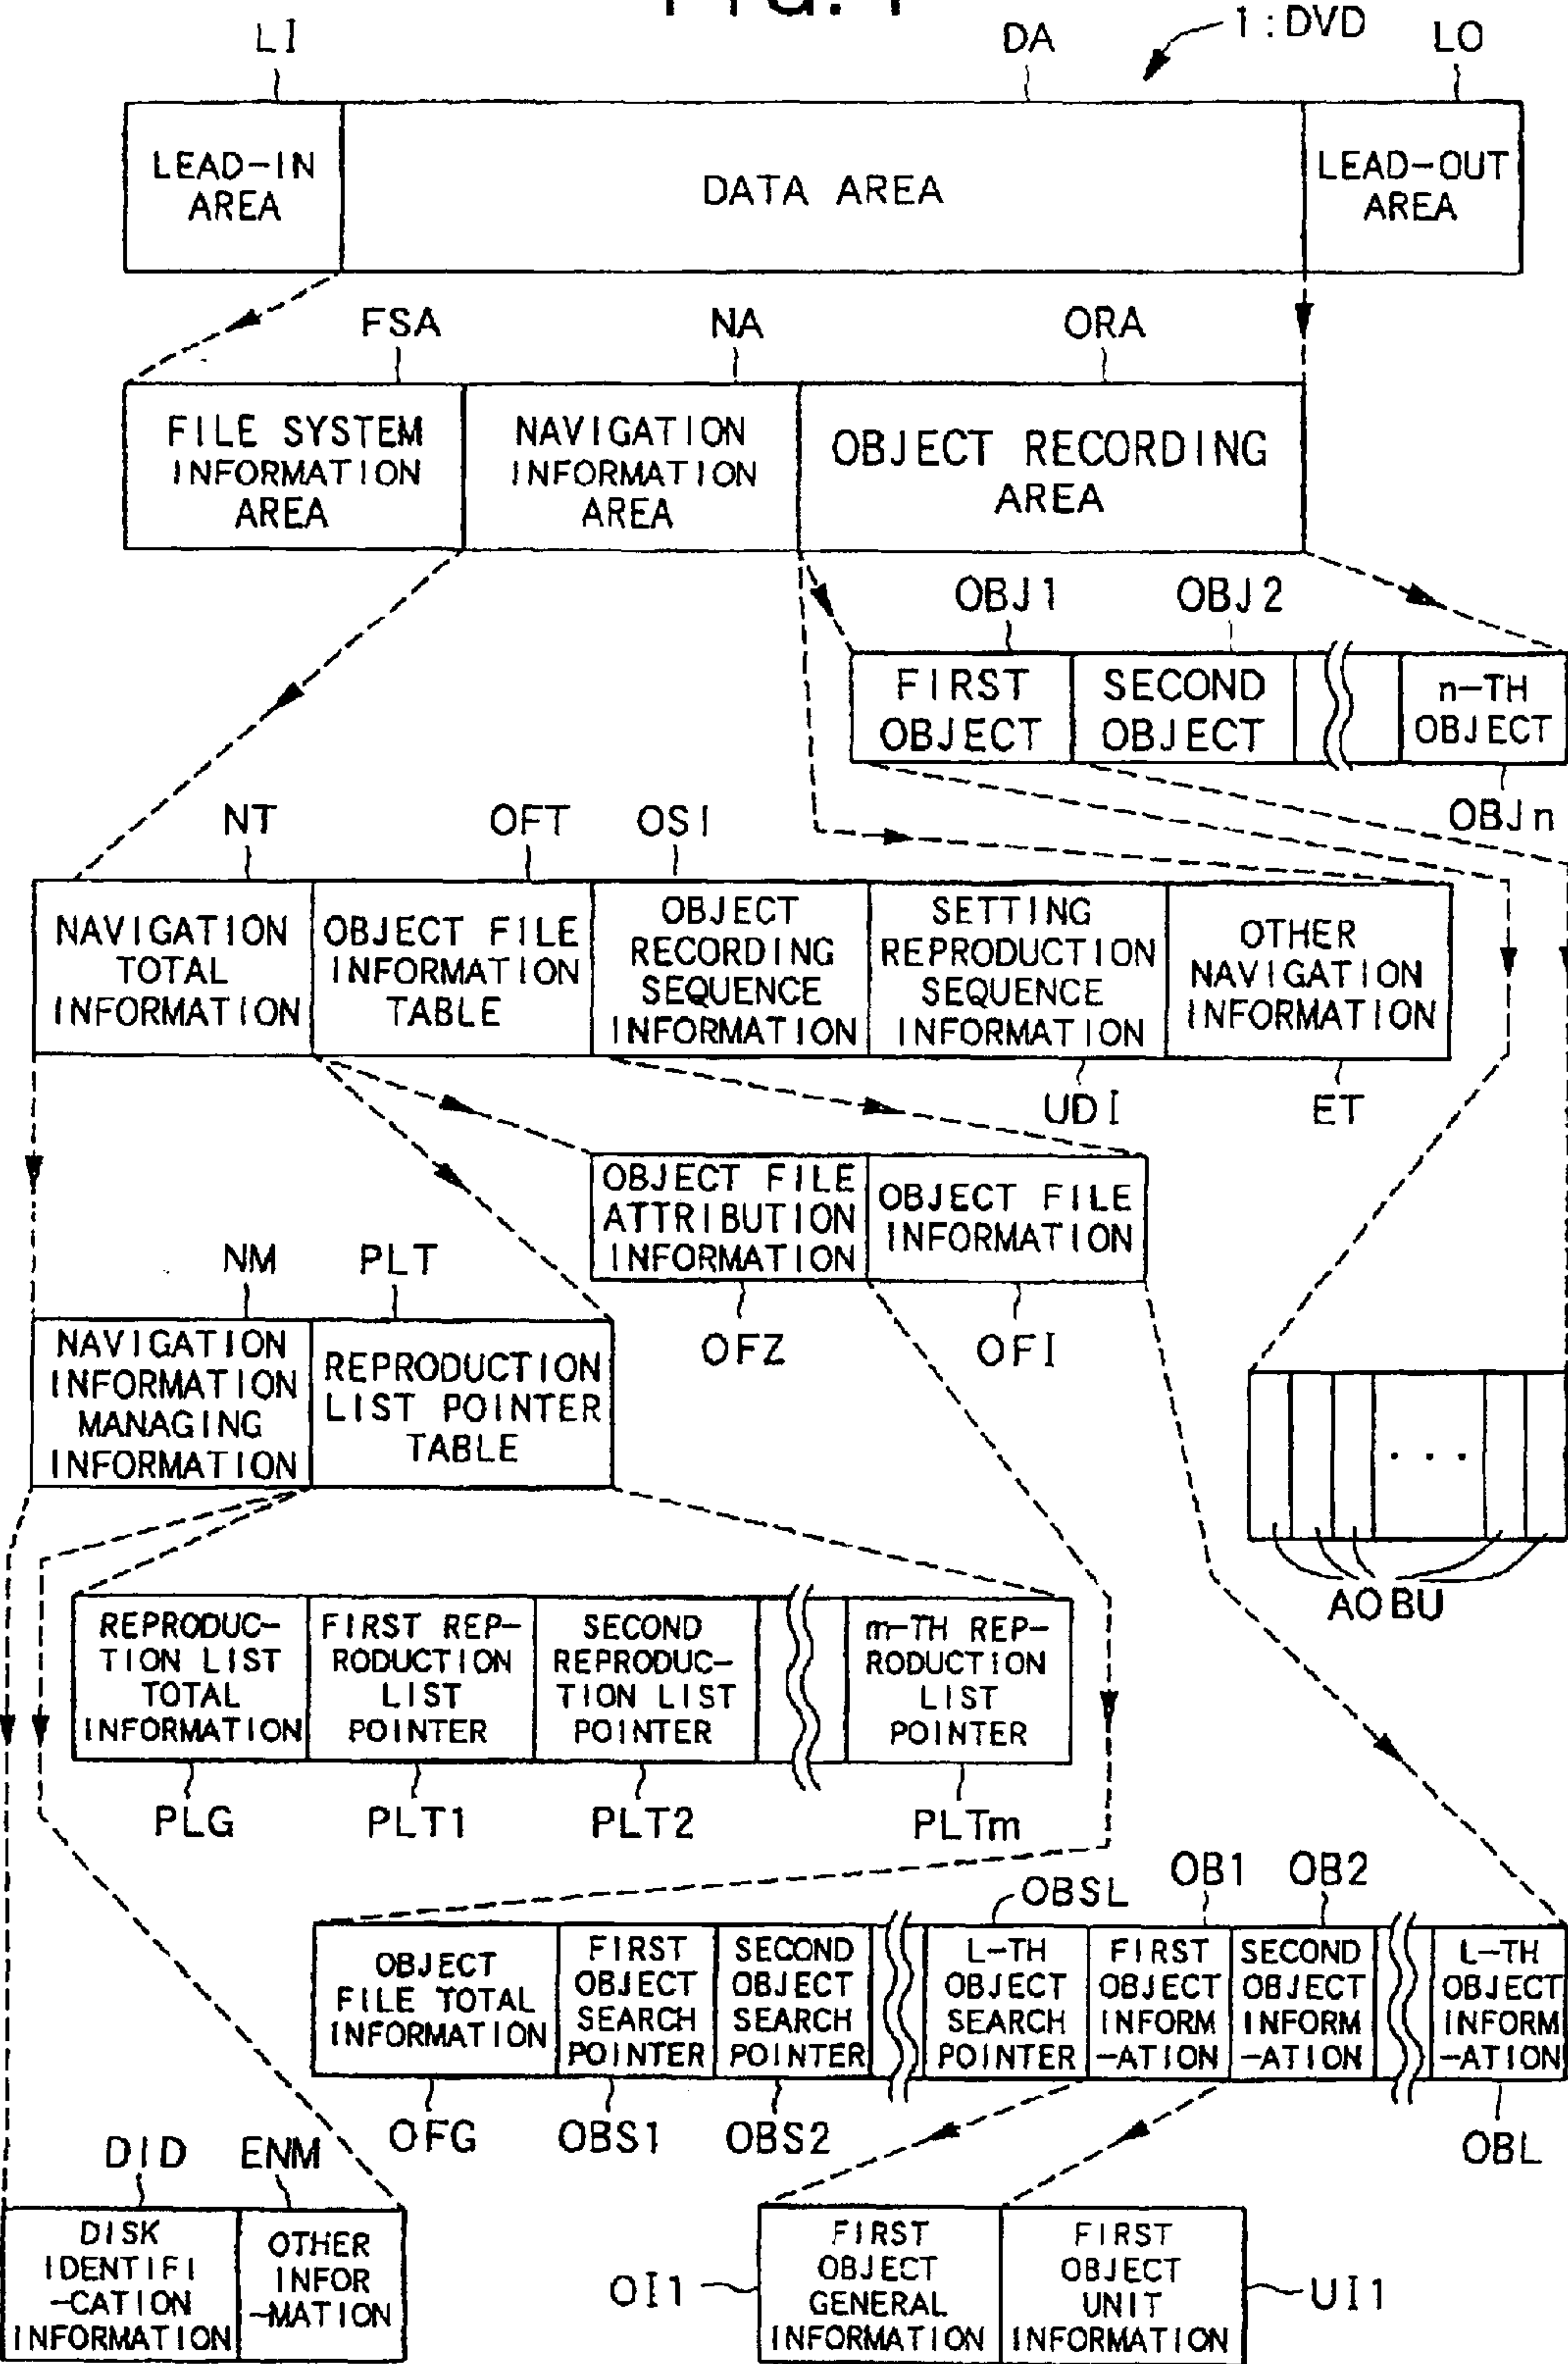 FIG. 1
1:DVD
LI
DA
LO
LEAD-IN
AREA
DATA AREA
LEAD-OUT
AREA
FSA
NA
ORA
FILE SYSTEM
INFORMATION
AREA
NAVIGATION
INFORMATION
AREA
OBJECT RECORDING
AREA
OBJ1
OBJ2
FIRST
OBJECT
SECOND
OBJECT
n-TH
OBJECT
OBJn
NT
OFT
OSI
NAVIGATION
TOTAL
INFORMATION
OBJECT FILE
INFORMATION
TABLE
OBJECT
RECORDING
SEQUENCE
INFORMATION
SETTING
REPRODUCTION
SEQUENCE
INFORMATION
OTHER
NAVIGATION
INFORMATION
UDI
ET
OBJECT FILE
ATTRIBUTION
INFORMATION
OBJECT FILE
INFORMATION
OFZ
OFI
NM
PLT
NAVIGATION
INFORMATION
MANAGING
INFORMATION
REPRODUCTION
LIST POINTER
TABLE
...
AOBU
REPRODUC-
TION LIST
TOTAL
INFORMATION
FIRST REP-
RODUCTION
LIST
POINTER
SECOND
REPRODUC-
TION LIST
POINTER
m-TH REP-
RODUCTION
LIST
POINTER
PLG
PLT1
PLT2
PLTm
OBSL
OB1
OB2
OBJECT
FILE TOTAL
INFORMATION
FIRST
OBJECT
SEARCH
POINTER
SECOND
OBJECT
SEARCH
POINTER
L-TH
OBJECT
SEARCH
POINTER
FIRST
OBJECT
INFORM
-ATION
SECOND
OBJECT
INFORM
-ATION
L-TH
OBJECT
INFORM
-ATION
OFG
OBS1
OBS2
OBL
DID
ENM
DISK
IDENTIFI
-CATION
INFORMATION
OTHER
INFOR
-MATION
OI1
FIRST
OBJECT
GENERAL
INFORMATION
FIRST
OBJECT
UNIT
INFORMATION
UI1